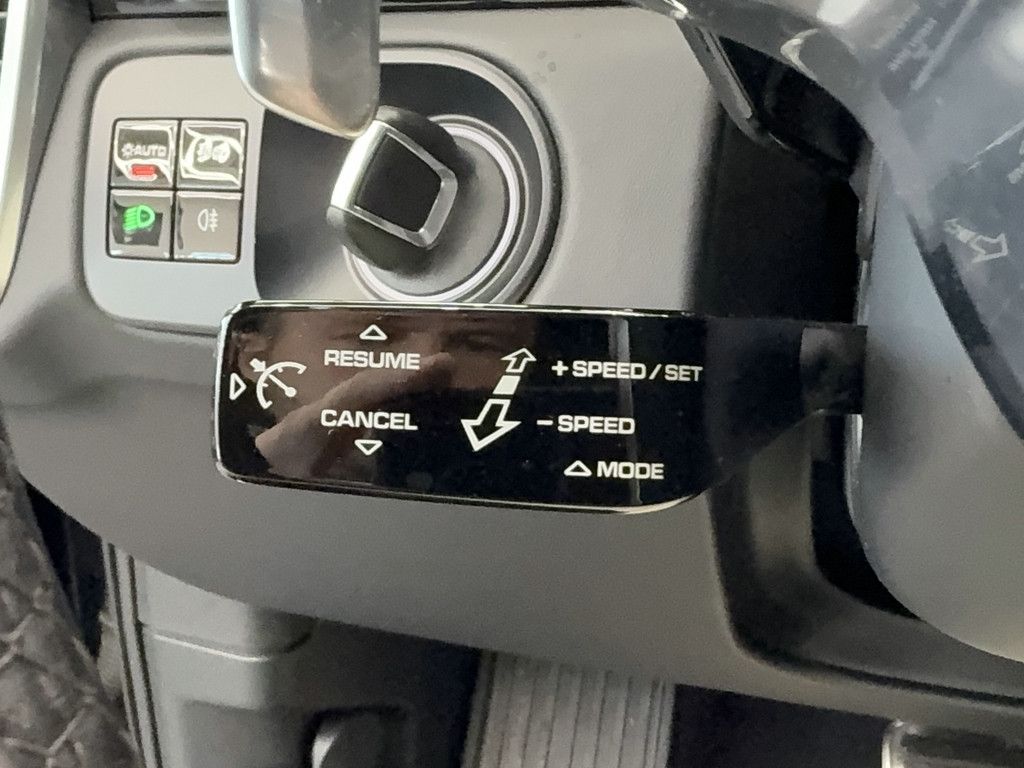 AUTO
RESUME
+ SPEED / SET
CANCEL
– SPEED
MODE